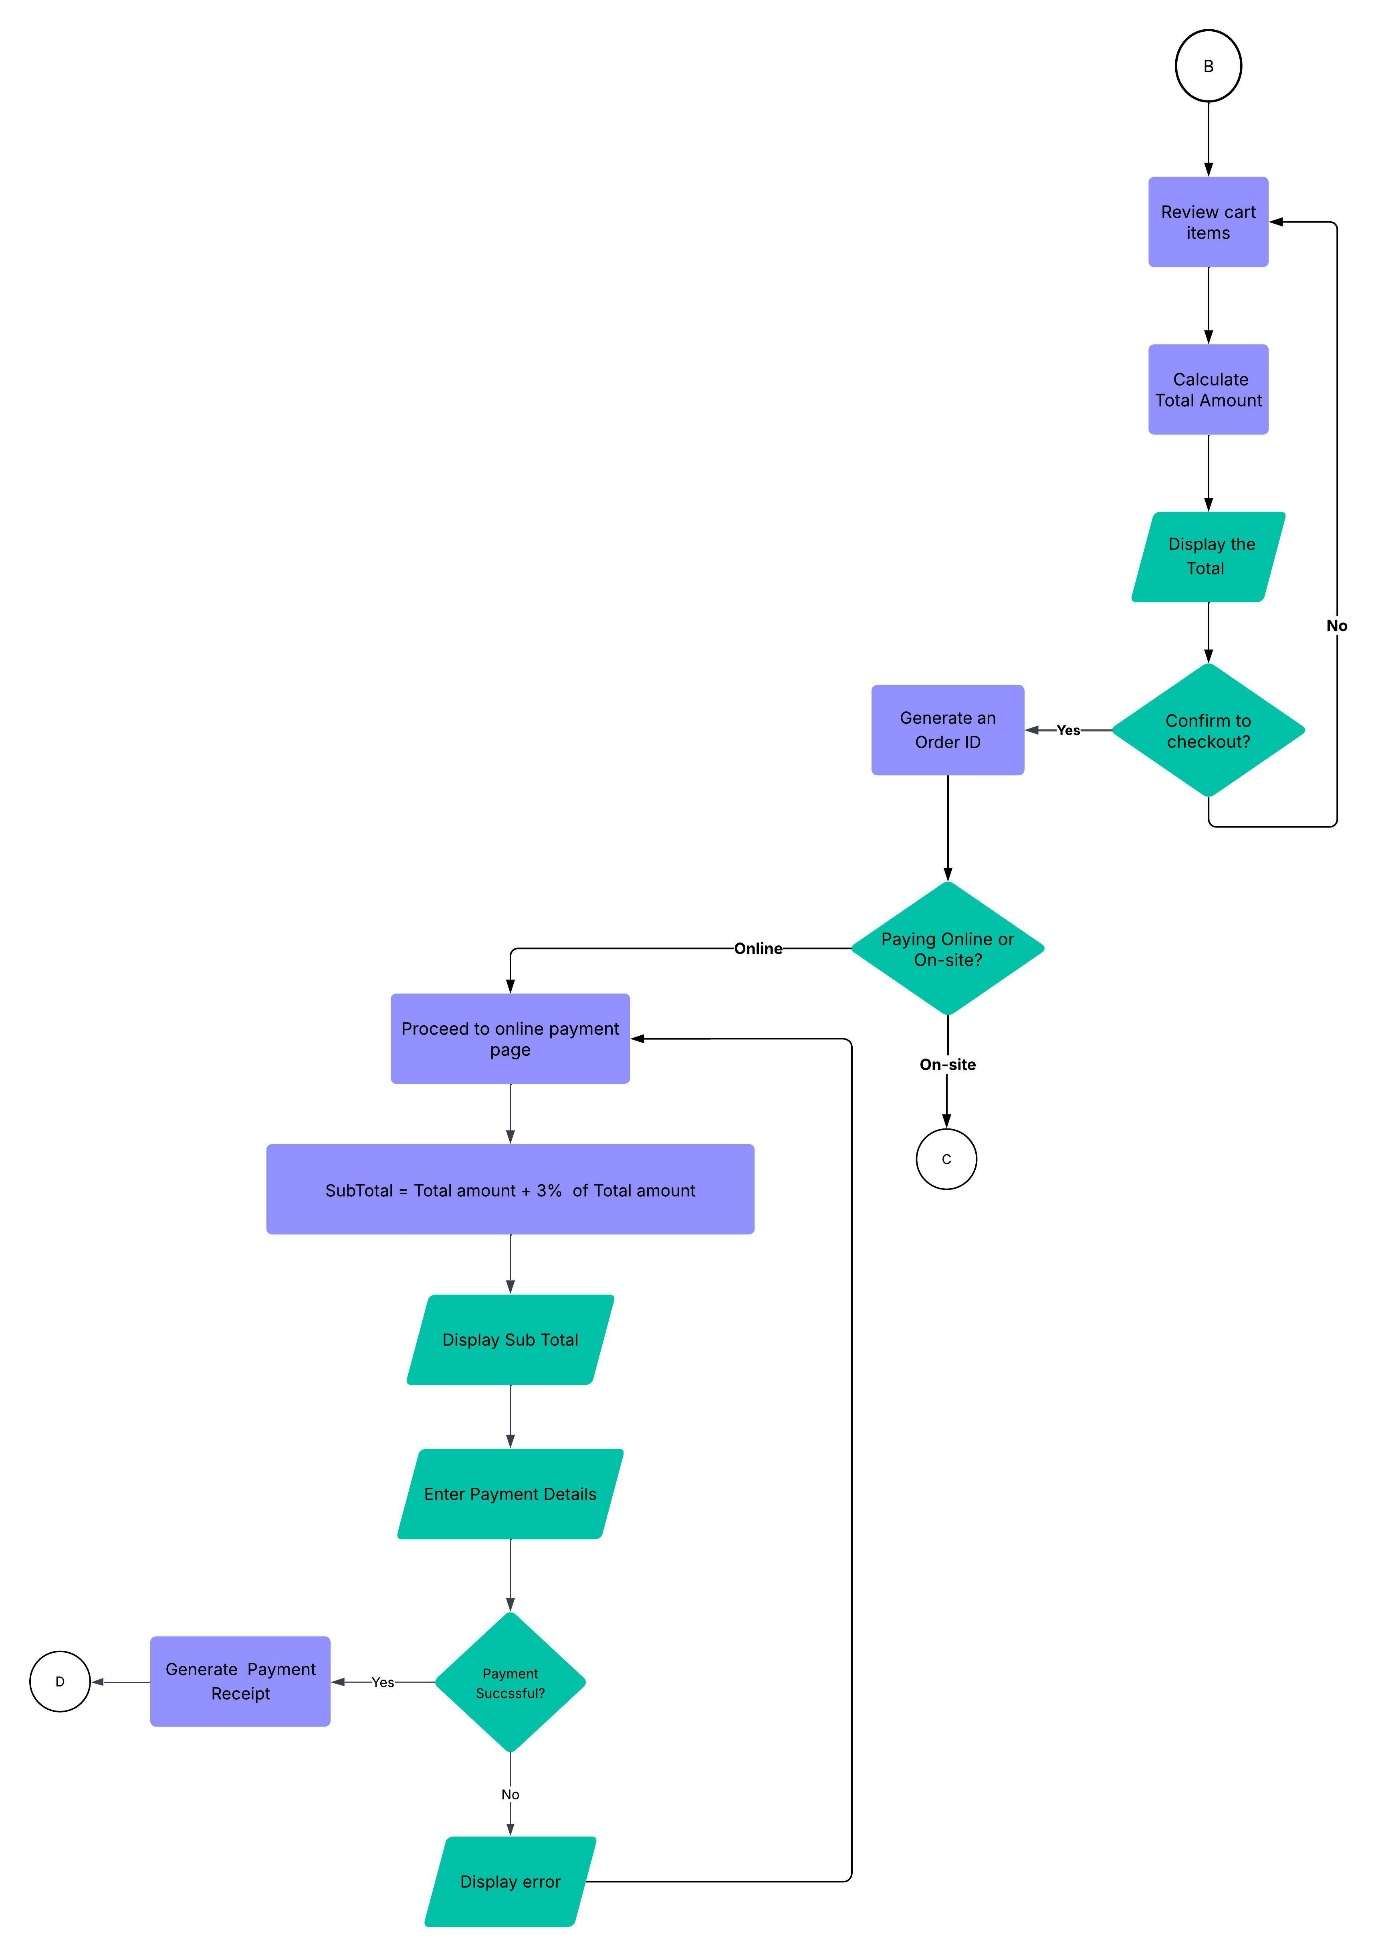 B
Review cart
items
Calculate
Total Amount
Display the
Total
No
Confirm to
checkout?
Yes
Generate an
Order ID
Paying Online or
On-site?
Online
On-site
C
Proceed to online payment
page
SubTotal = Total amount + 3% of Total amount
Display Sub Total
Enter Payment Details
Payment
Succssful?
Yes
Generate Payment
Receipt
D
No
Display error